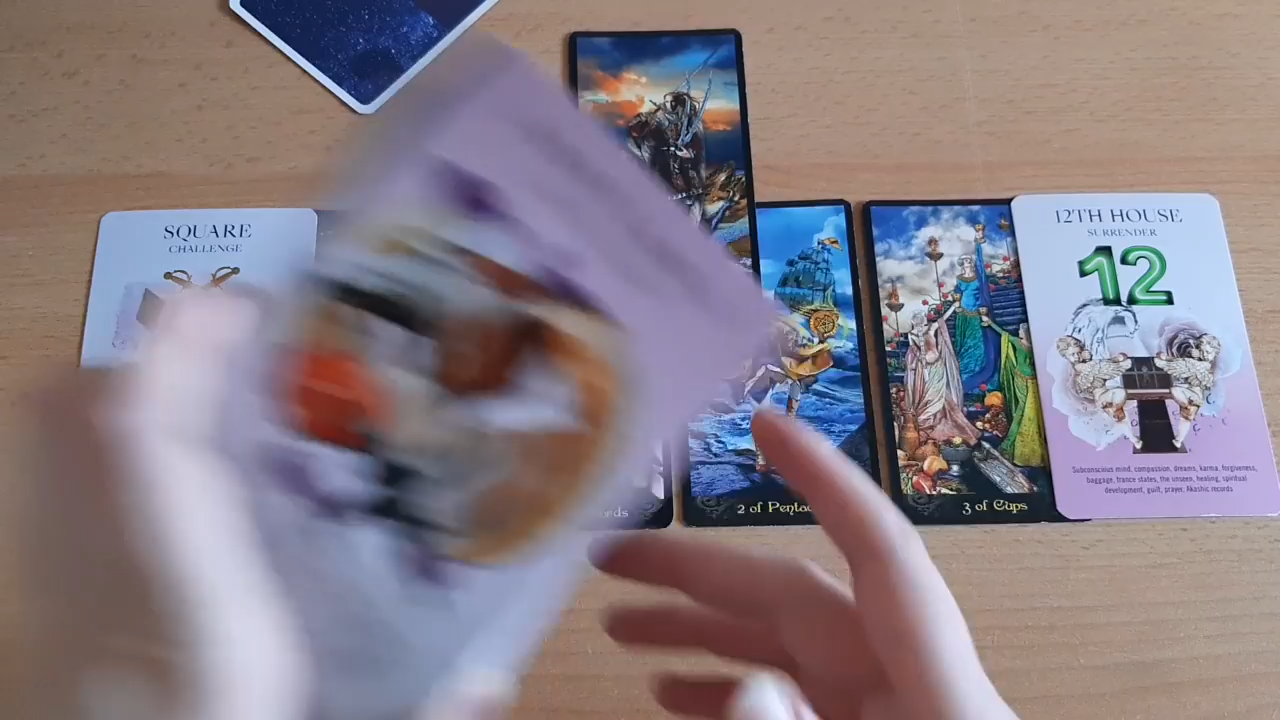 SQUARE
CHALLENGE
12TH HOUSE
SURRENDER
12
Subconscious mind, compassion, dreams, karma, forgiveness,
baggage, trance states, the unseen, healing, spiritual
development, guilt, prayer, Akashic records
2 of
3 of Cups